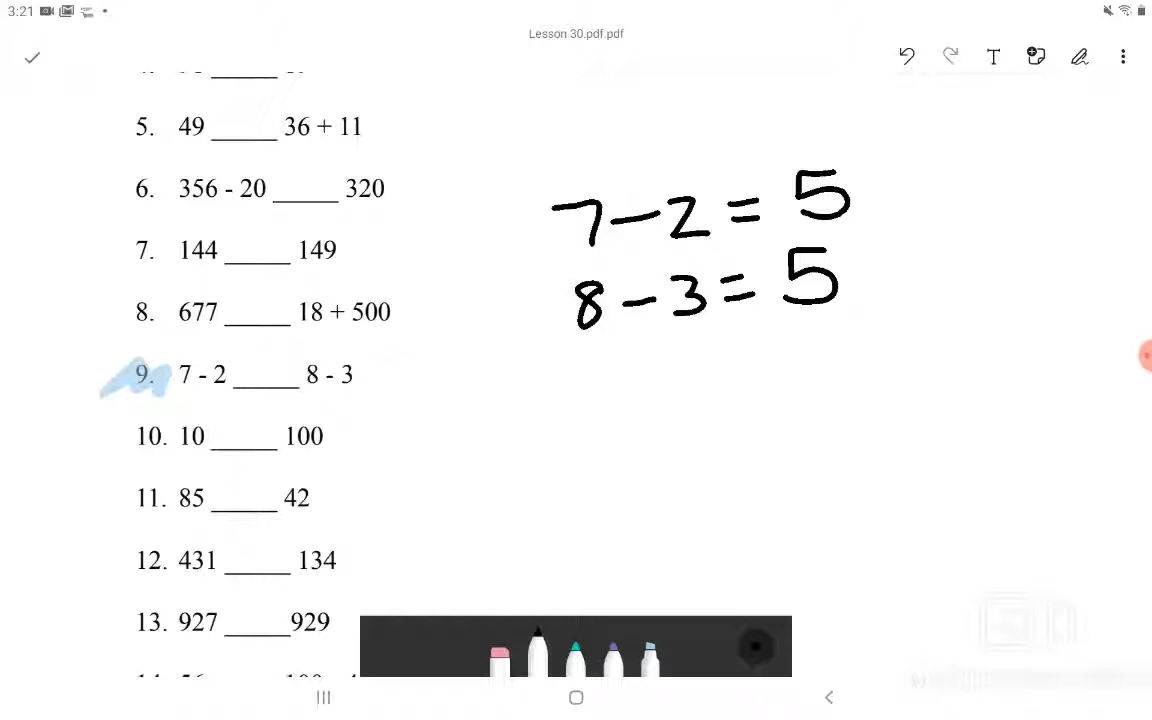 3:21
Lesson 30.pdf.pdf
5. 49 _____ 36 + 11
6. 356 - 20 _____ 320
7. 144 _____ 149
8. 677 _____ 18 + 500
9. 7 - 2 _____ 8 - 3
10. 10 _____ 100
11. 85 _____ 42
12. 431 _____ 134
13. 927 _____929
7 - 2 = 5
8 - 3 = 5